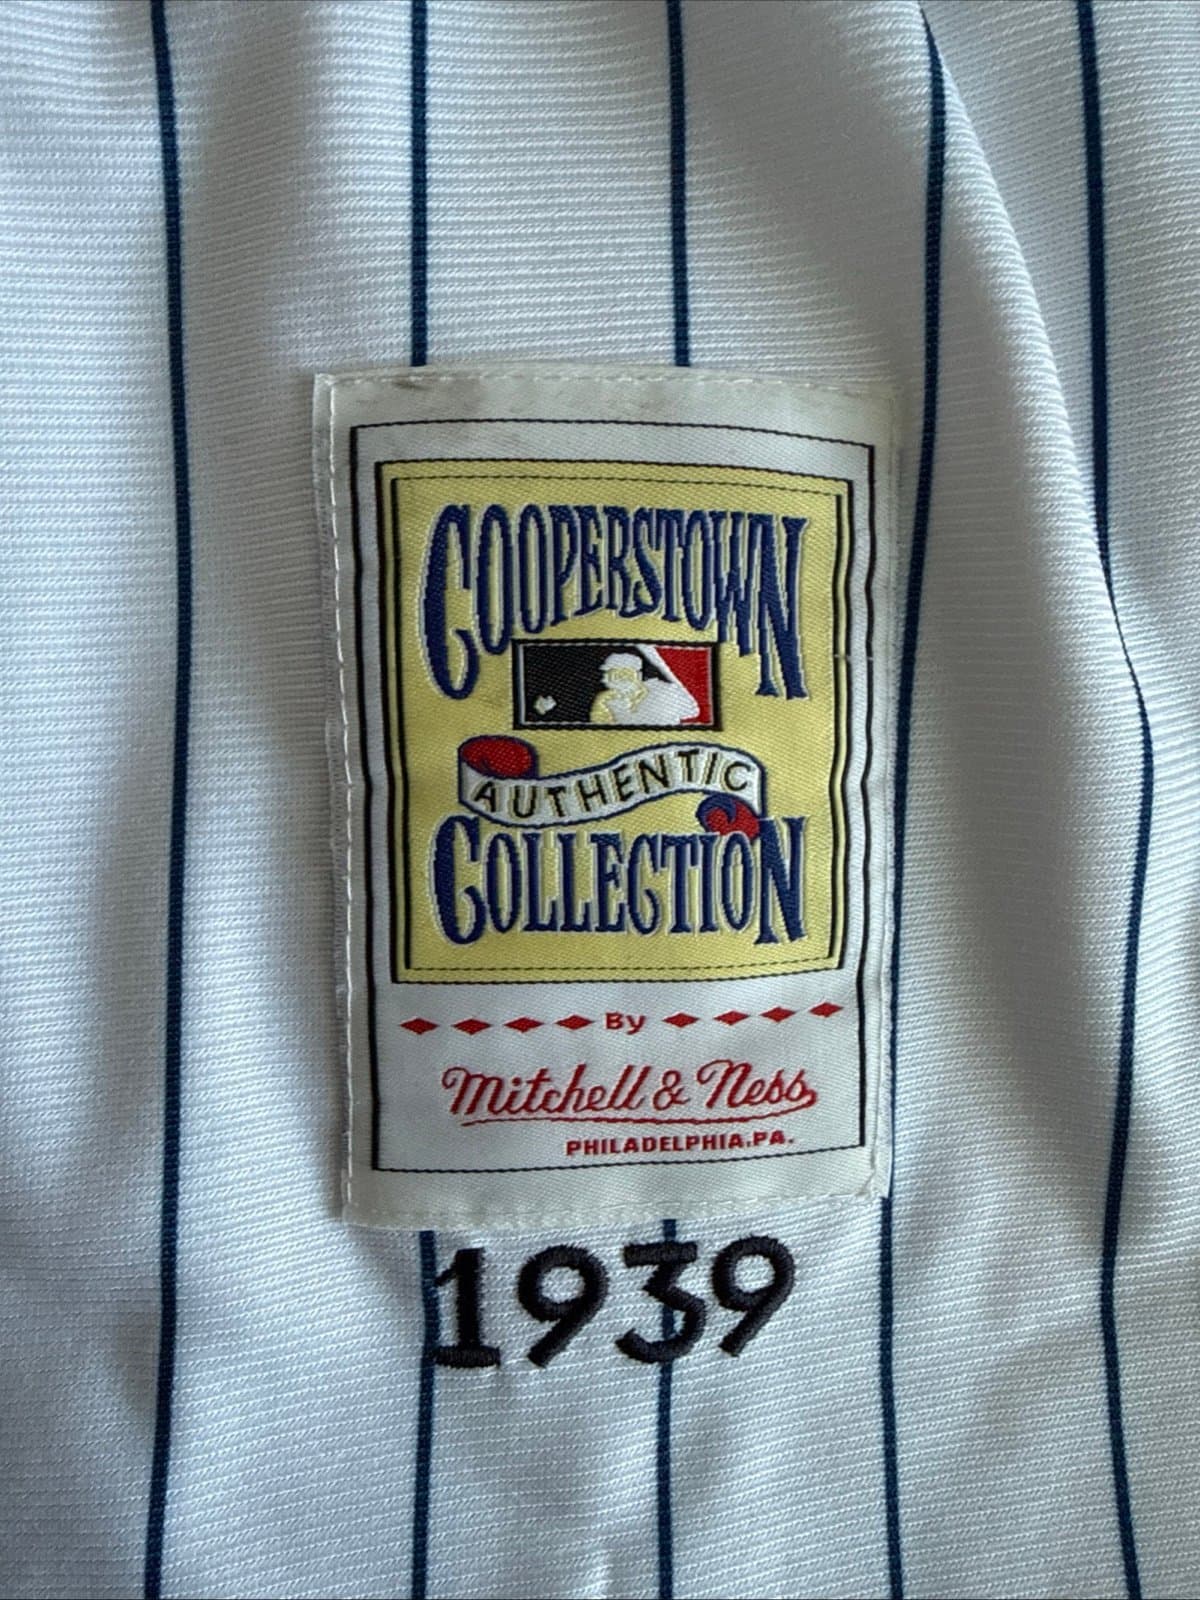 COOPERSTOWN
AUTHENTIC
COLLECTION
By
Mitchell & Ness
PHILADELPHIA, PA.
1939